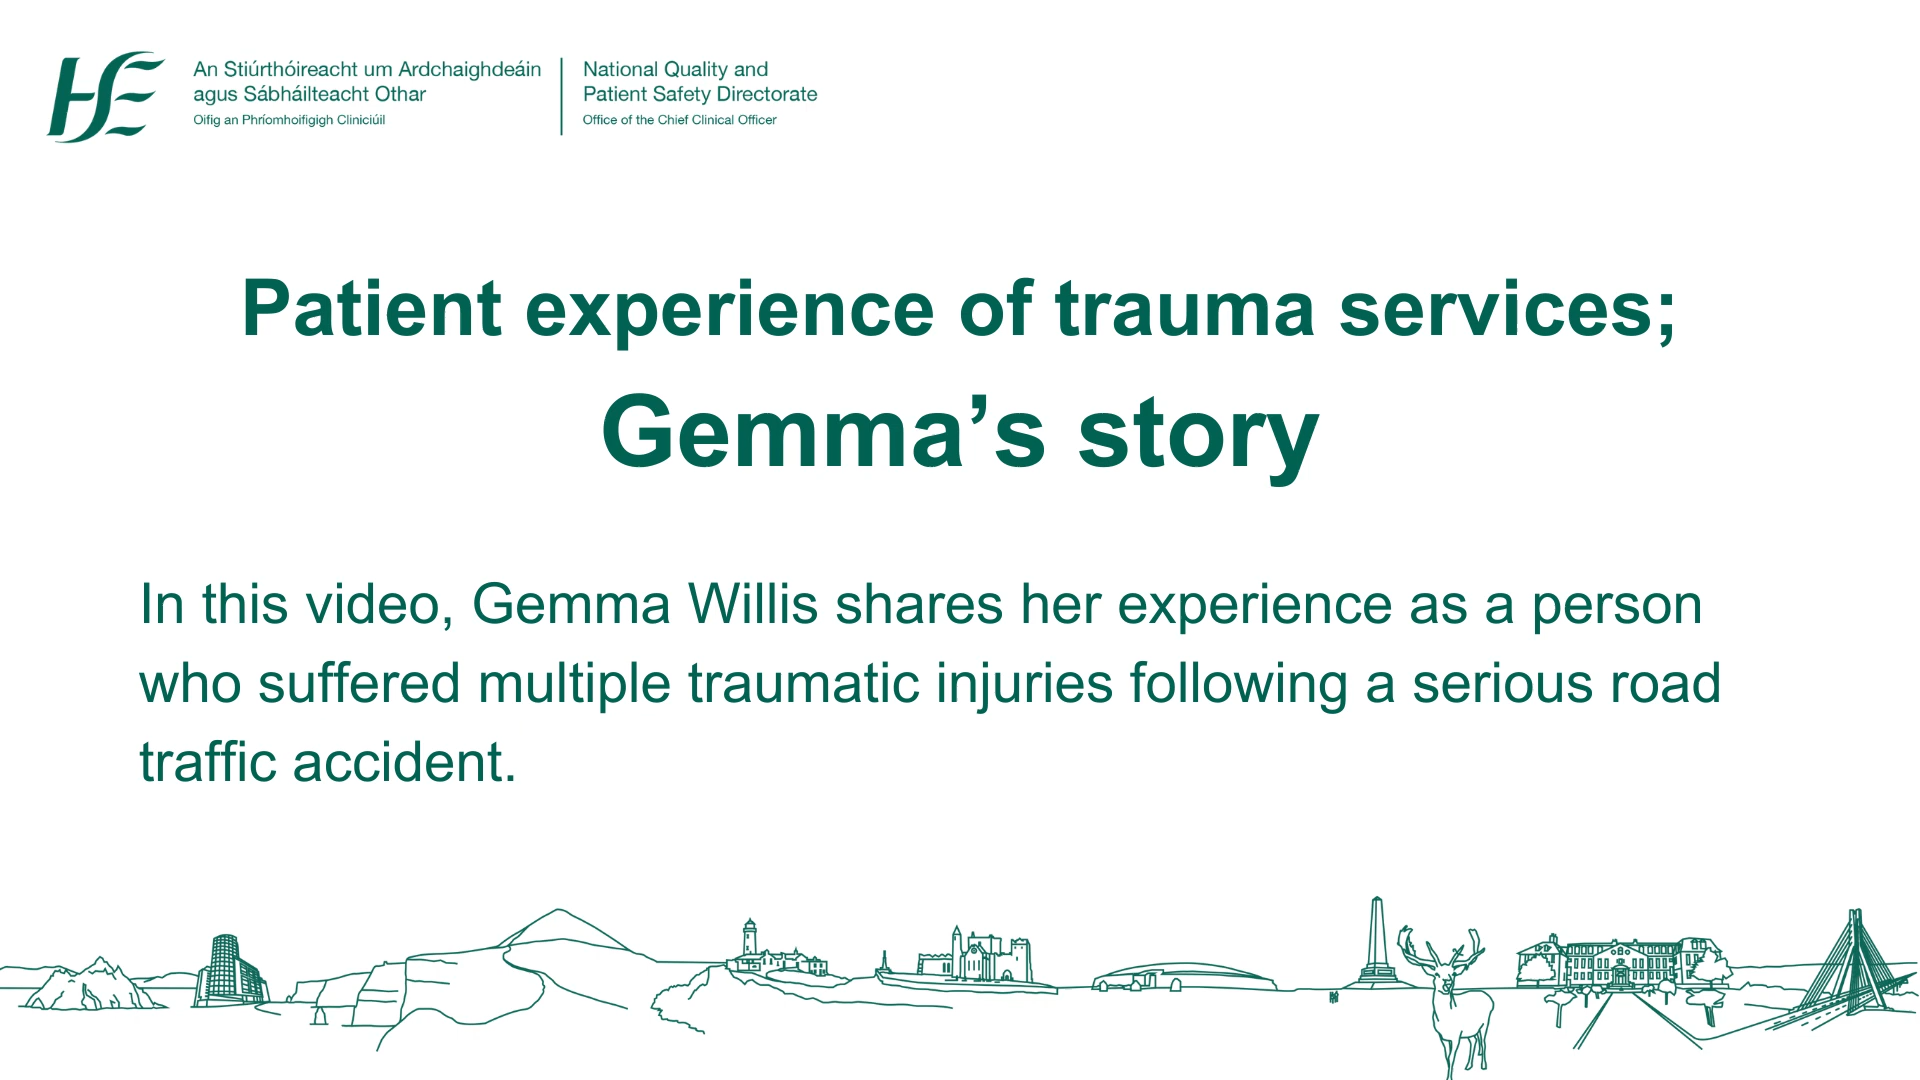 HSE
An Stiúrthóireacht um Ardchaighdeáin
agus Sábháilteacht Othar
Oifig an Phríomhoifigigh Cliniciúil
National Quality and
Patient Safety Directorate
Office of the Chief Clinical Officer
Patient experience of trauma services;
Gemma’s story
In this video, Gemma Willis shares her experience as a person
who suffered multiple traumatic injuries following a serious road
traffic accident.